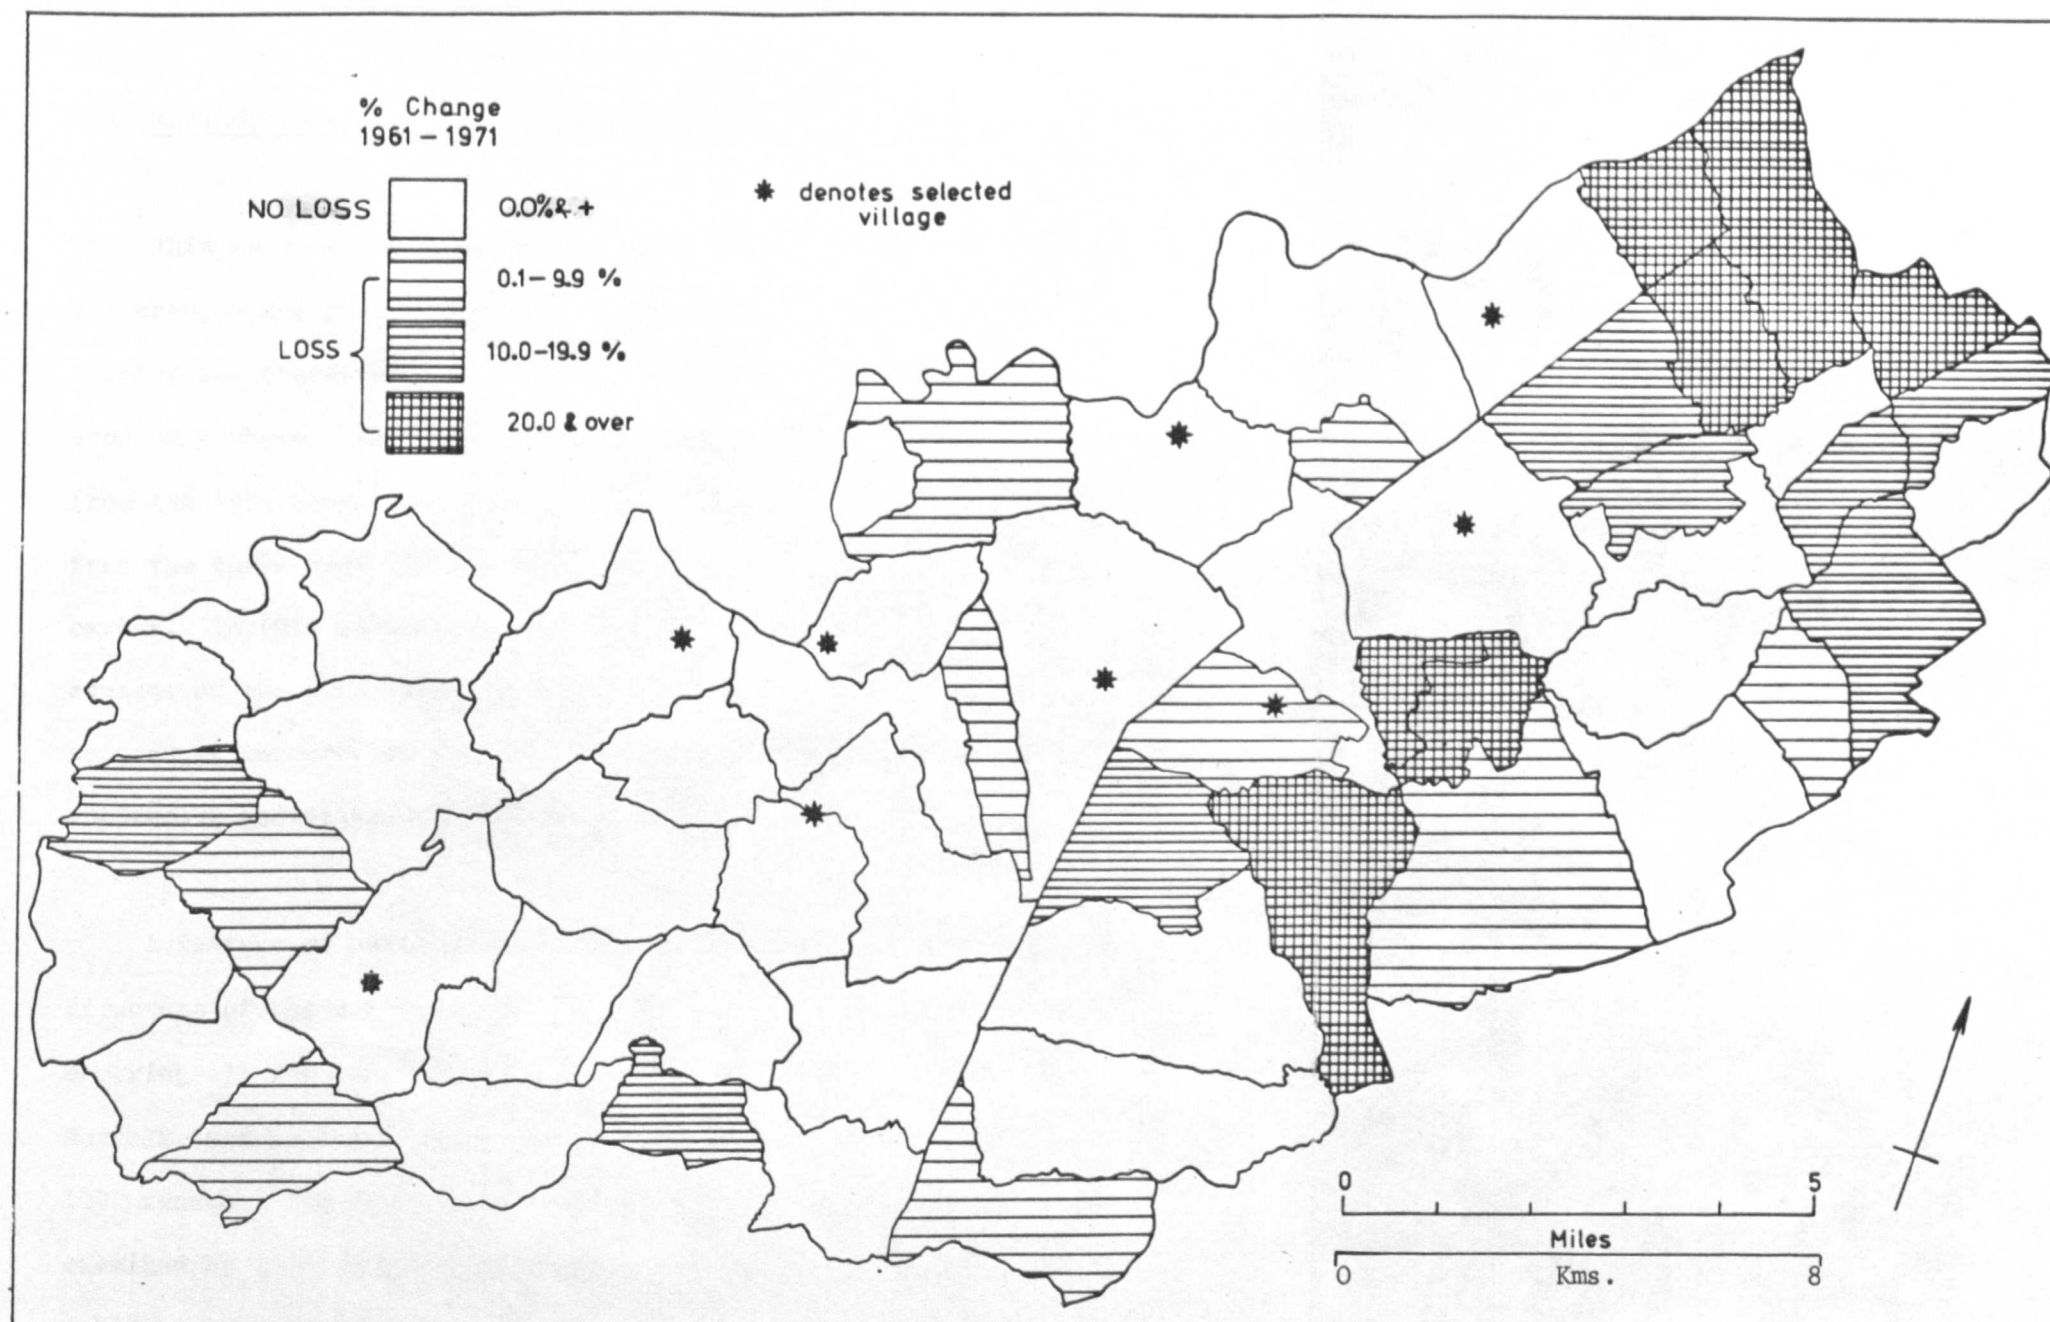 % Change
1961 – 1971
NO LOSS
0.0% & +
0.1 – 9.9 %
LOSS
10.0-19.9 %
20.0 & over
✷ denotes selected
village
0 5
Miles
0 Kms. 8